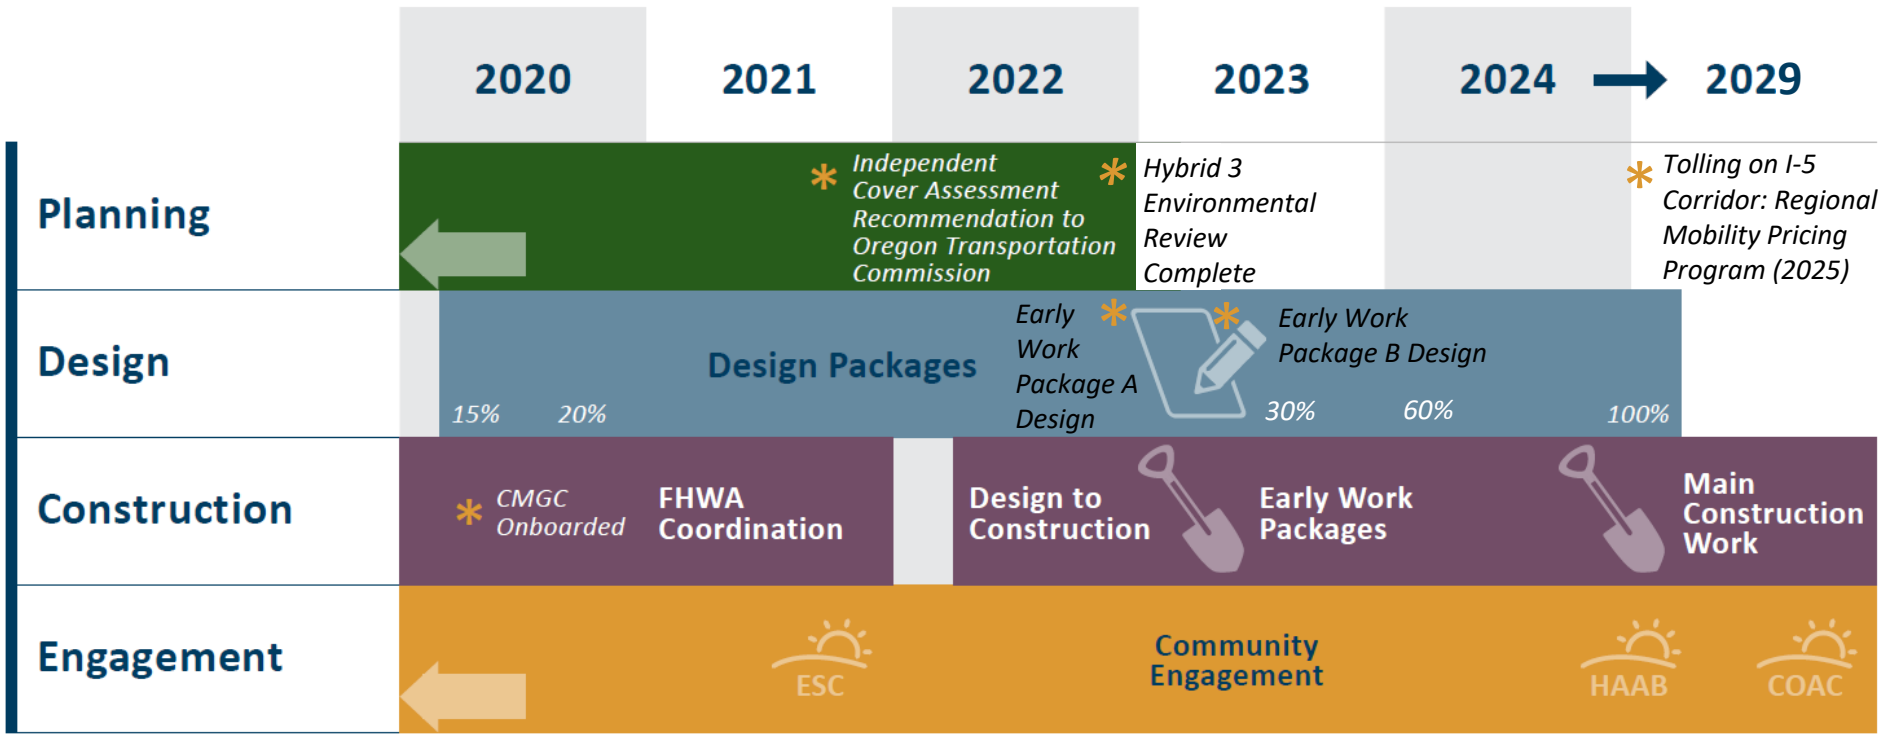 2020
2021
2022
2023
2024
2029
Planning
Independent
Cover Assessment
Recommendation to
Oregon Transportation
Commission
Hybrid 3
Environmental
Review
Complete
Tolling on I-5
Corridor: Regional
Mobility Pricing
Program (2025)
Design
15%
20%
Design Packages
Early
Work
Package A
Design
Early Work
Package B Design
30%
60%
100%
Construction
CMGC
Onboarded
FHWA
Coordination
Design to
Construction
Early Work
Packages
Main
Construction
Work
Engagement
ESC
Community
Engagement
HAAB
COAC